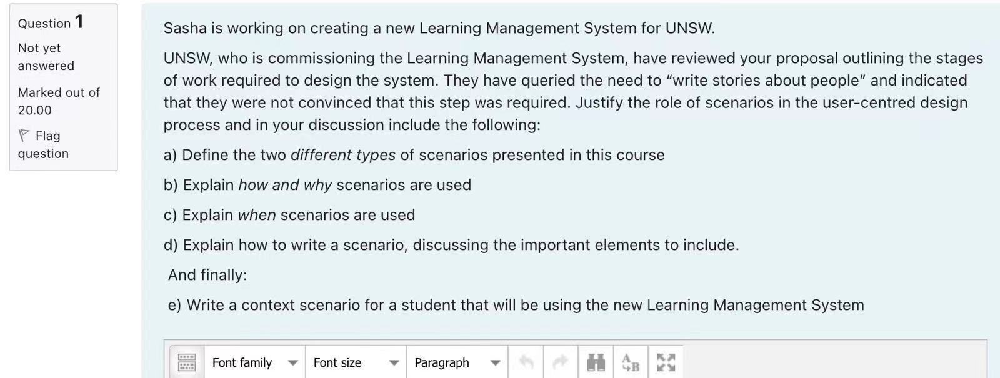 Question 1
Not yet
answered
Marked out of
20.00
Flag
question
Sasha is working on creating a new Learning Management System for UNSW.
UNSW, who is commissioning the Learning Management System, have reviewed your proposal outlining the stages
of work required to design the system. They have queried the need to “write stories about people” and indicated
that they were not convinced that this step was required. Justify the role of scenarios in the user-centred design
process and in your discussion include the following:
a) Define the two different types of scenarios presented in this course
b) Explain how and why scenarios are used
c) Explain when scenarios are used
d) Explain how to write a scenario, discussing the important elements to include.
And finally:
e) Write a context scenario for a student that will be using the new Learning Management System
Font family Font size Paragraph A B